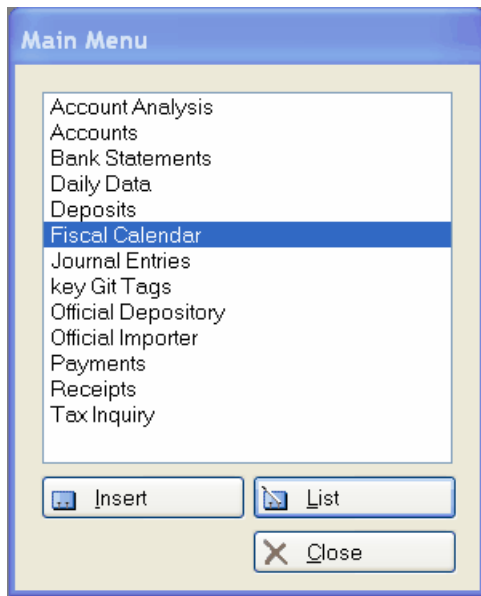 Main Menu
Account Analysis
Accounts
Bank Statements
Daily Data
Deposits
Fiscal Calendar
Journal Entries
key Git Tags
Official Depository
Official Importer
Payments
Receipts
Tax Inquiry
Insert
List
Close